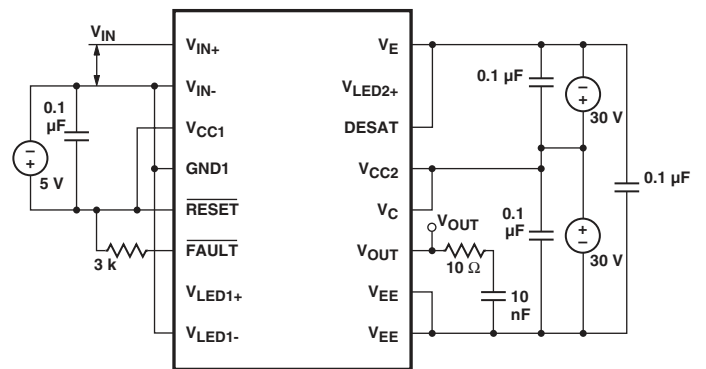 V_IN
V_IN+
V_E
V_IN-
V_LED2+
0.1 µF
0.1
µF
30 V
V_CC1
DESAT
5 V
GND1
V_CC2
0.1 µF
RESET
V_C
0.1
µF
V_OUT
3 k
FAULT
V_OUT
10 Ω
30 V
V_LED1+
V_EE
10
nF
V_LED1-
V_EE